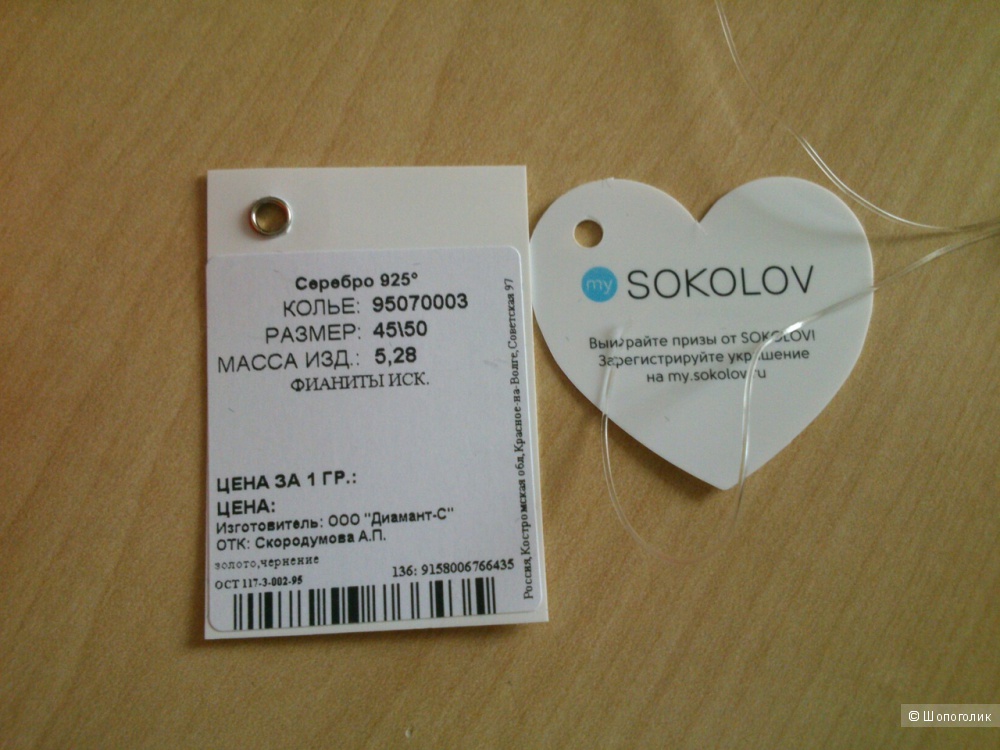 Серебро 925°
КОЛЬЕ: 95070003
РАЗМЕР: 45\50
МАССА ИЗД.: 5,28
ФИАНИТЫ ИСК.
ЦЕНА ЗА 1 ГР.:
ЦЕНА:
Изготовитель: ООО "Диамант-С"
ОТК: Скородумова А.П.
золото,чернение
ОСТ 117-3-002-95
136: 9158006766435
Россия,Костромская обл,Красное-на-Волге,Советская 97
my SOKOLOV
Выиграйте призы от SOKOLOV!
Зарегистрируйте украшение
на my.sokolov.ru
© Шопоголик